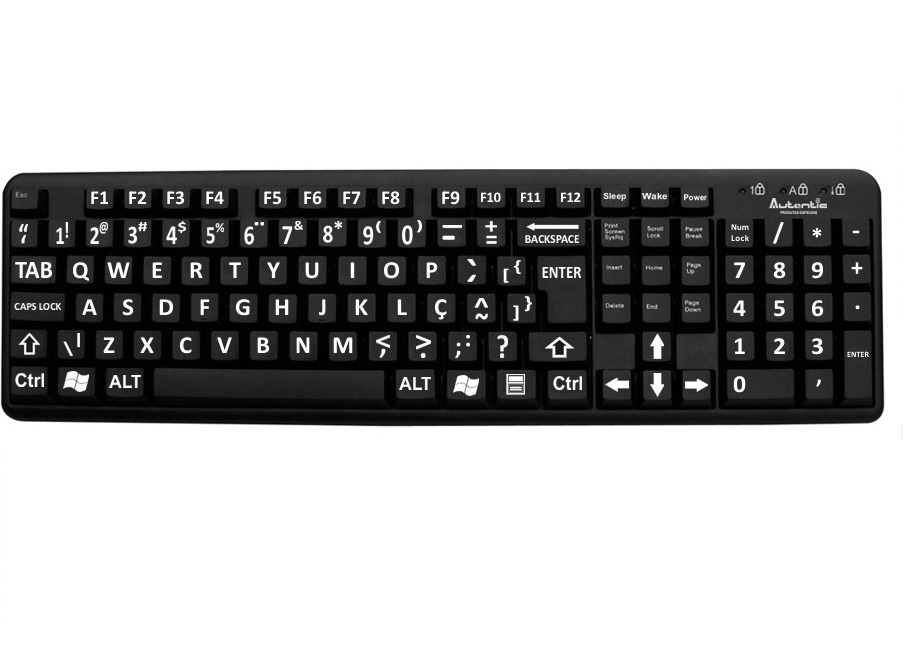 Esc F1 F2 F3 F4 F5 F6 F7 F8 F9 F10 F11 F12 Sleep Wake Power 1 A
Autentic
PRODUTOS ESPECIAIS
1! 2@ 3# 4$ 5% 6¨ 7& 8* 9( 0) BACKSPACE Print Screen SysRq Scroll Lock Pause Break Num Lock / * -
TAB Q W E R T Y U I O P [{ ENTER Insert Home Page Up 7 8 9 +
CAPS LOCK A S D F G H J K L Ç ^~ ]} Delete End Page Down 4 5 6 .
\| Z X C V B N M <, >. ;: ? 1 2 3 ENTER
Ctrl ALT ALT Ctrl 0 ,